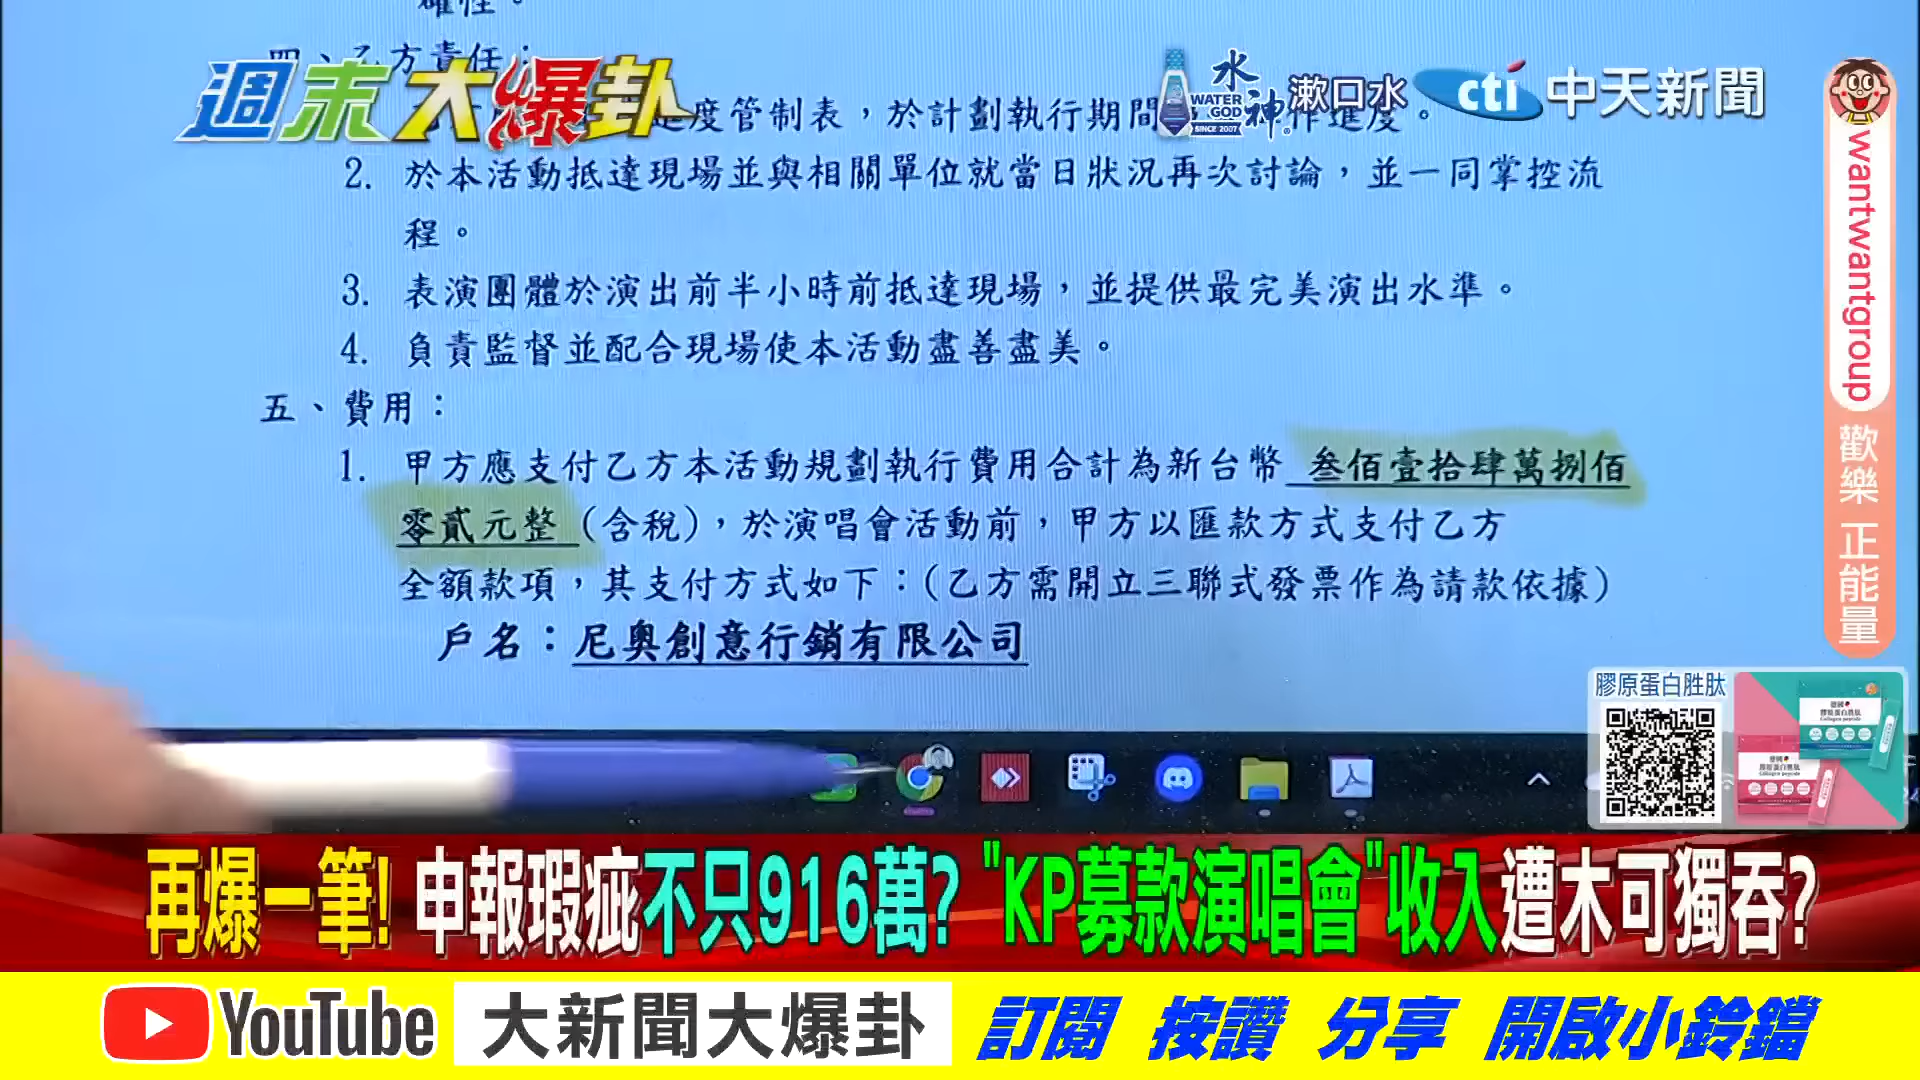 確性。
四、乙方責任：
週末大爆卦
進度管制表，於計劃執行期間
作進度。
水神
WATER GOD
SINCE 2007
漱口水
cti 中天新聞
2. 於本活動抵達現場並與相關單位就當日狀況再次討論，並一同掌控流
程。
3. 表演團體於演出前半小時前抵達現場，並提供最完美演出水準。
4. 負責監督並配合現場使本活動盡善盡美。
五、費用：
1. 甲方應支付乙方本活動規劃執行費用合計為新台幣 叁佰壹拾肆萬捌佰
零貳元整 (含稅)，於演唱會活動前，甲方以匯款方式支付乙方
全額款項，其支付方式如下：(乙方需開立三聯式發票作為請款依據)
戶名：尼奧創意行銷有限公司
wantwantgroup
歡樂 正能量
膠原蛋白胜肽
再爆一筆! 申報瑕疵不只916萬? "KP募款演唱會"收入遭木可獨吞?
YouTube 大新聞大爆卦 訂閱 按讚 分享 開啟小鈴鐺